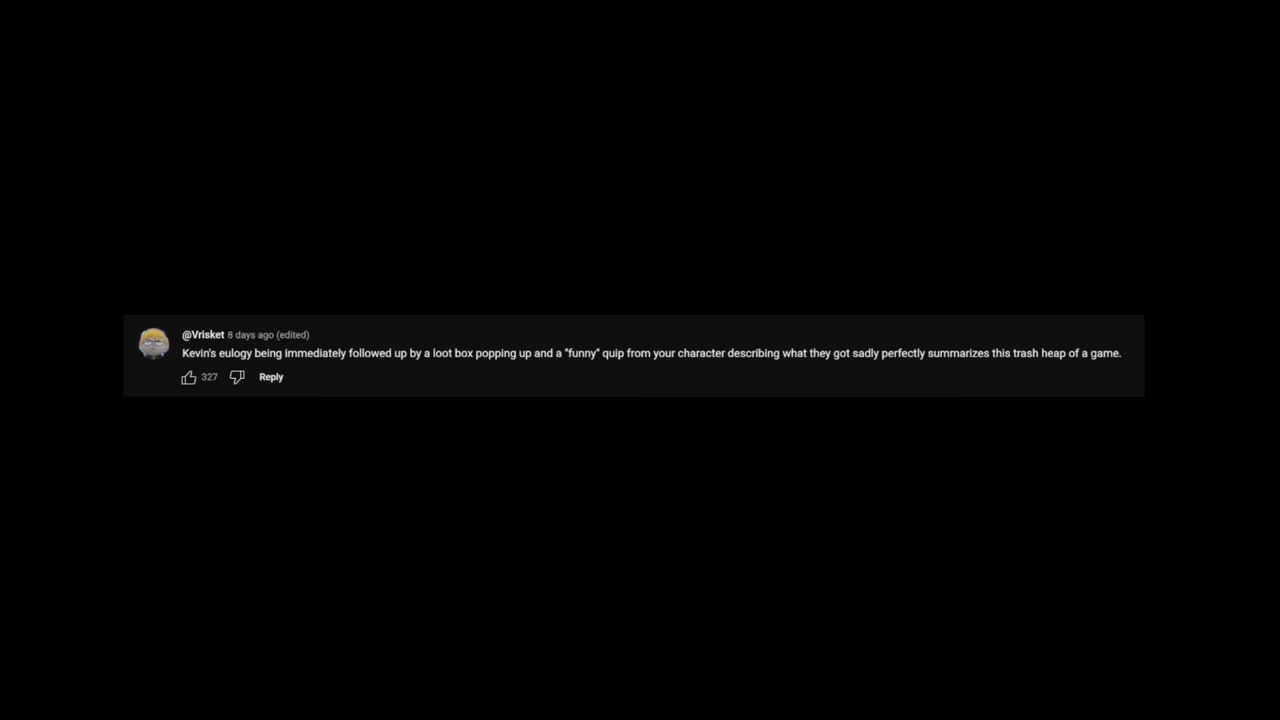 @Vrisket 8 days ago (edited)
Kevin's eulogy being immediately followed up by a loot box popping up and a "funny" quip from your character describing what they got sadly perfectly summarizes this trash heap of a game.
327 Reply